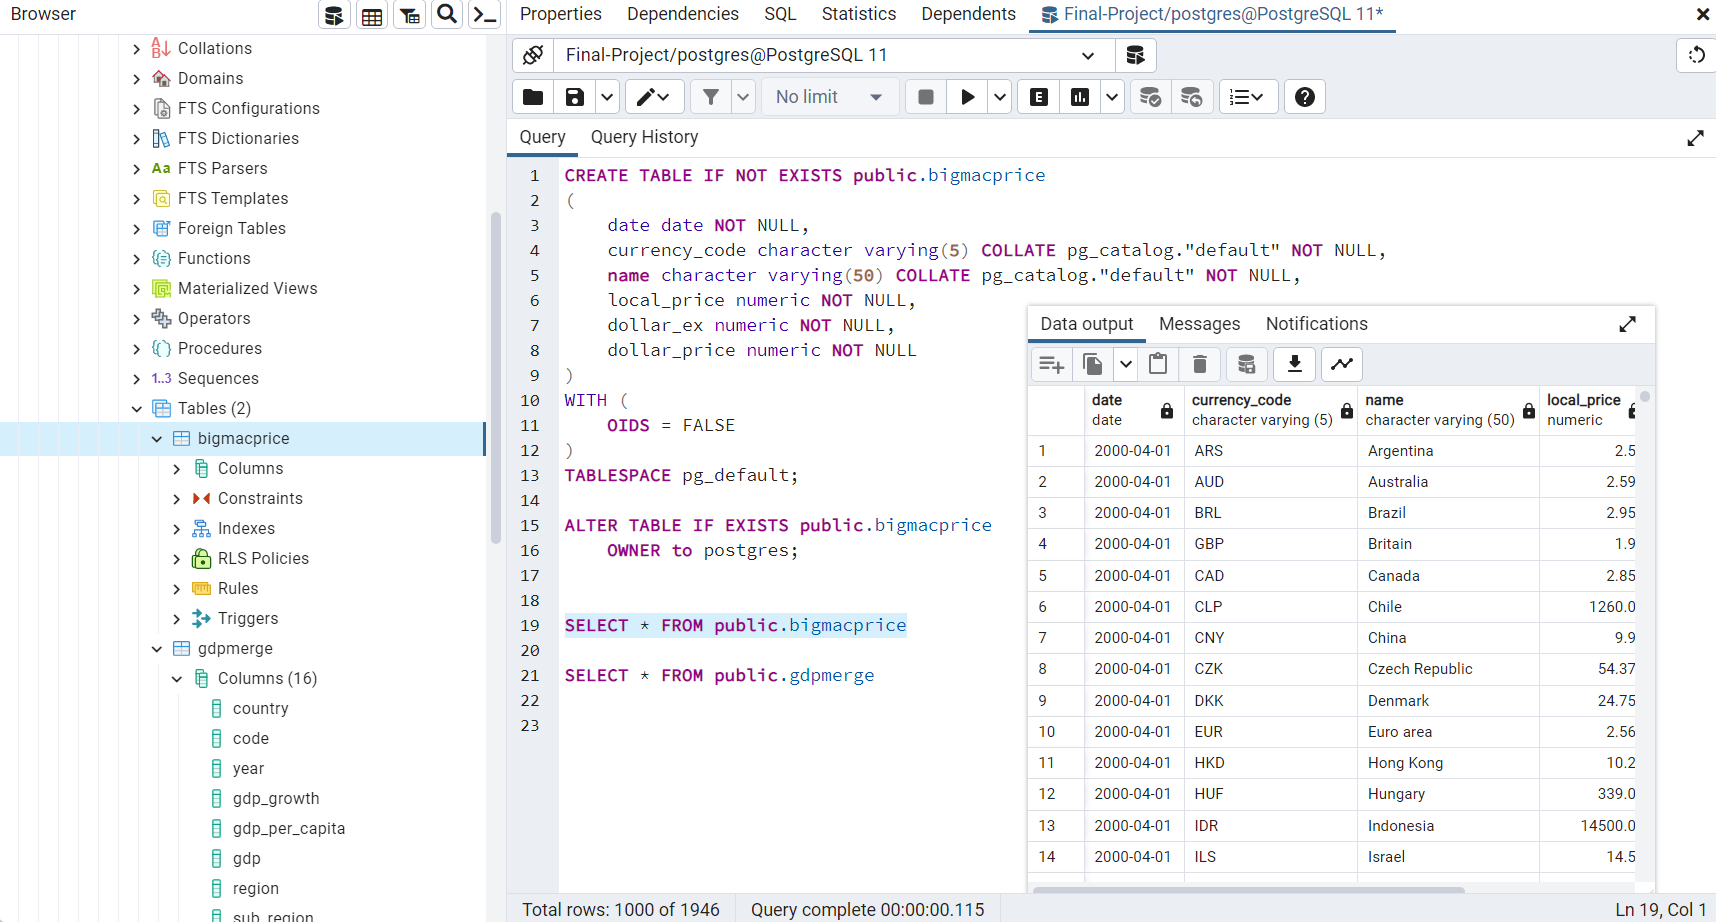 Browser
Collations
Domains
FTS Configurations
FTS Dictionaries
Aa FTS Parsers
FTS Templates
Foreign Tables
Functions
Materialized Views
Operators
Procedures
1..3 Sequences
Tables (2)
bigmacprice
Columns
Constraints
Indexes
RLS Policies
Rules
Triggers
gdpmerge
Columns (16)
country
code
year
gdp_growth
gdp_per_capita
gdp
region
sub_region
Properties Dependencies SQL Statistics Dependents Final-Project/postgres@PostgreSQL 11*
Final-Project/postgres@PostgreSQL 11
No limit
E
Query Query History
1 CREATE TABLE IF NOT EXISTS public.bigmacprice
2 (
3 date date NOT NULL,
4 currency_code character varying(5) COLLATE pg_catalog."default" NOT NULL,
5 name character varying(50) COLLATE pg_catalog."default" NOT NULL,
6 local_price numeric NOT NULL,
7 dollar_ex numeric NOT NULL,
8 dollar_price numeric NOT NULL
9 )
10 WITH (
11 OIDS = FALSE
12 )
13 TABLESPACE pg_default;
14
15 ALTER TABLE IF EXISTS public.bigmacprice
16 OWNER to postgres;
17
18
19 SELECT * FROM public.bigmacprice
20
21 SELECT * FROM public.gdpmerge
22
23
Data output Messages Notifications
date currency_code name local_price
date character varying (5) character varying (50) numeric
1 2000-04-01 ARS Argentina 2.5
2 2000-04-01 AUD Australia 2.59
3 2000-04-01 BRL Brazil 2.95
4 2000-04-01 GBP Britain 1.9
5 2000-04-01 CAD Canada 2.85
6 2000-04-01 CLP Chile 1260.0
7 2000-04-01 CNY China 9.9
8 2000-04-01 CZK Czech Republic 54.37
9 2000-04-01 DKK Denmark 24.75
10 2000-04-01 EUR Euro area 2.56
11 2000-04-01 HKD Hong Kong 10.2
12 2000-04-01 HUF Hungary 339.0
13 2000-04-01 IDR Indonesia 14500.0
14 2000-04-01 ILS Israel 14.5
Total rows: 1000 of 1946 Query complete 00:00:00.115 Ln 19, Col 1